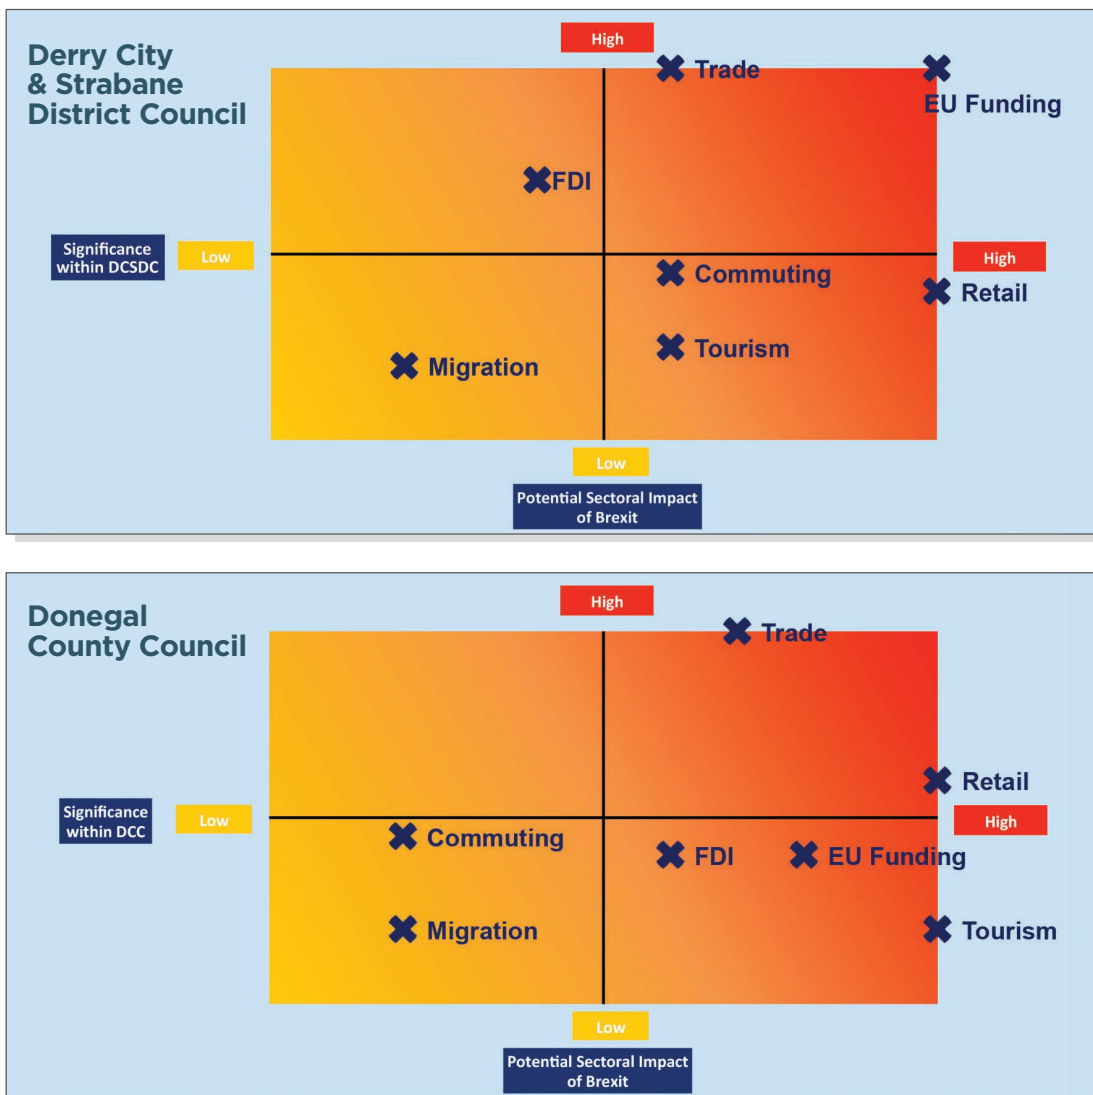 Derry City
& Strabane
District Council
High
Trade
EU Funding
FDI
Significance
within DCSDC
Low
High
Commuting
Retail
Tourism
Migration
Low
Potential Sectoral Impact
of Brexit
Donegal
County Council
High
Trade
Retail
Significance
within DCC
Low
High
Commuting
FDI
EU Funding
Migration
Tourism
Low
Potential Sectoral Impact
of Brexit